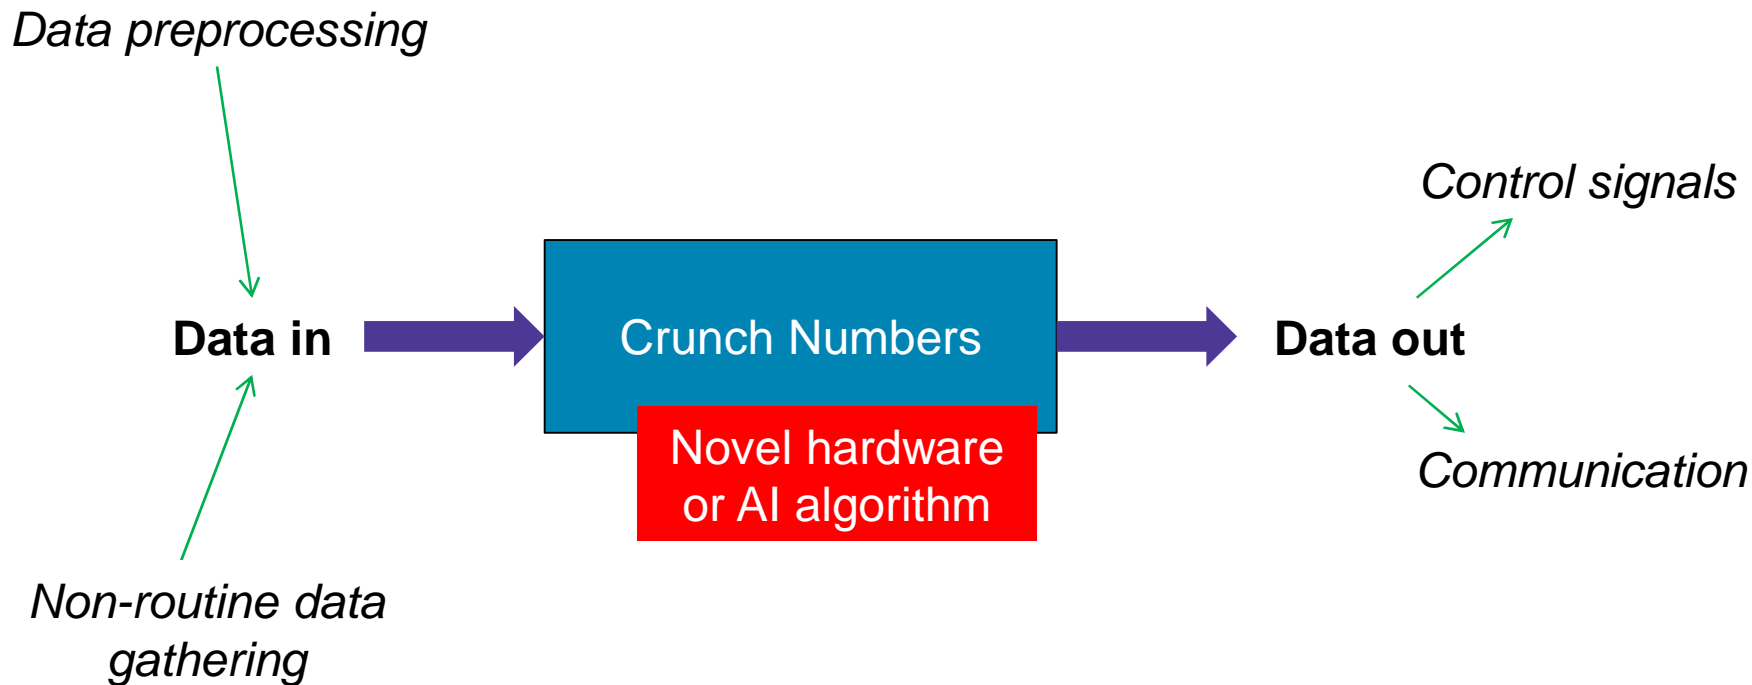 Data preprocessing
Control signals
Data in
Crunch Numbers
Data out
Novel hardware
or AI algorithm
Communication
Non-routine data
gathering